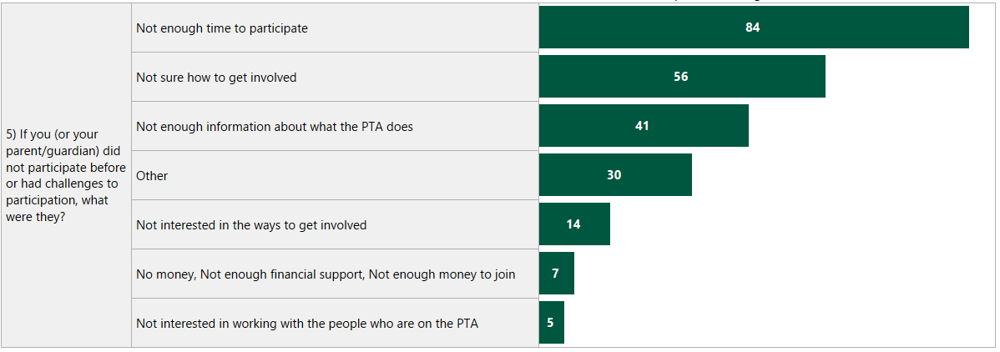 Not enough time to participate
84
Not sure how to get involved
56
Not enough information about what the PTA does
41
5) If you (or your
parent/guardian) did
not participate before
or had challenges to
participation, what
were they?
Other
30
Not interested in the ways to get involved
14
No money, Not enough financial support, Not enough money to join
7
Not interested in working with the people who are on the PTA
5